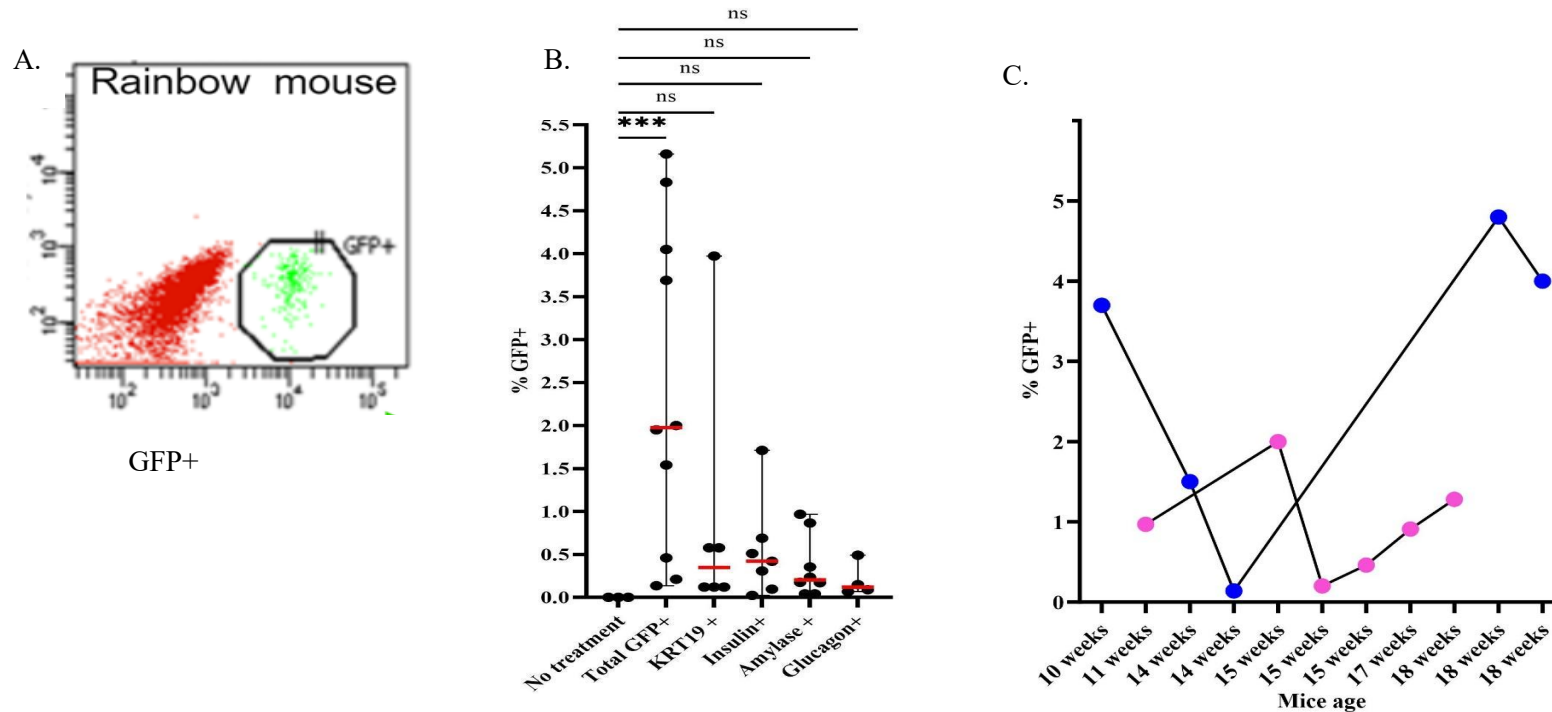 A.
Rainbow mouse
10^4
10^3
10^2
GFP+
10^2 10^3 10^4 10^5
GFP+
B.
ns
ns
ns
ns
***
5.5
5.0
4.5
4.0
3.5
3.0
2.5
2.0
1.5
1.0
0.5
0.0
% GFP+
No treatment
Total GFP+
KRT19 +
Insulin+
Amylase +
Glucagon+
C.
5
4
3
2
1
0
% GFP+
10 weeks
11 weeks
14 weeks
14 weeks
15 weeks
15 weeks
15 weeks
17 weeks
18 weeks
18 weeks
18 weeks
Mice age